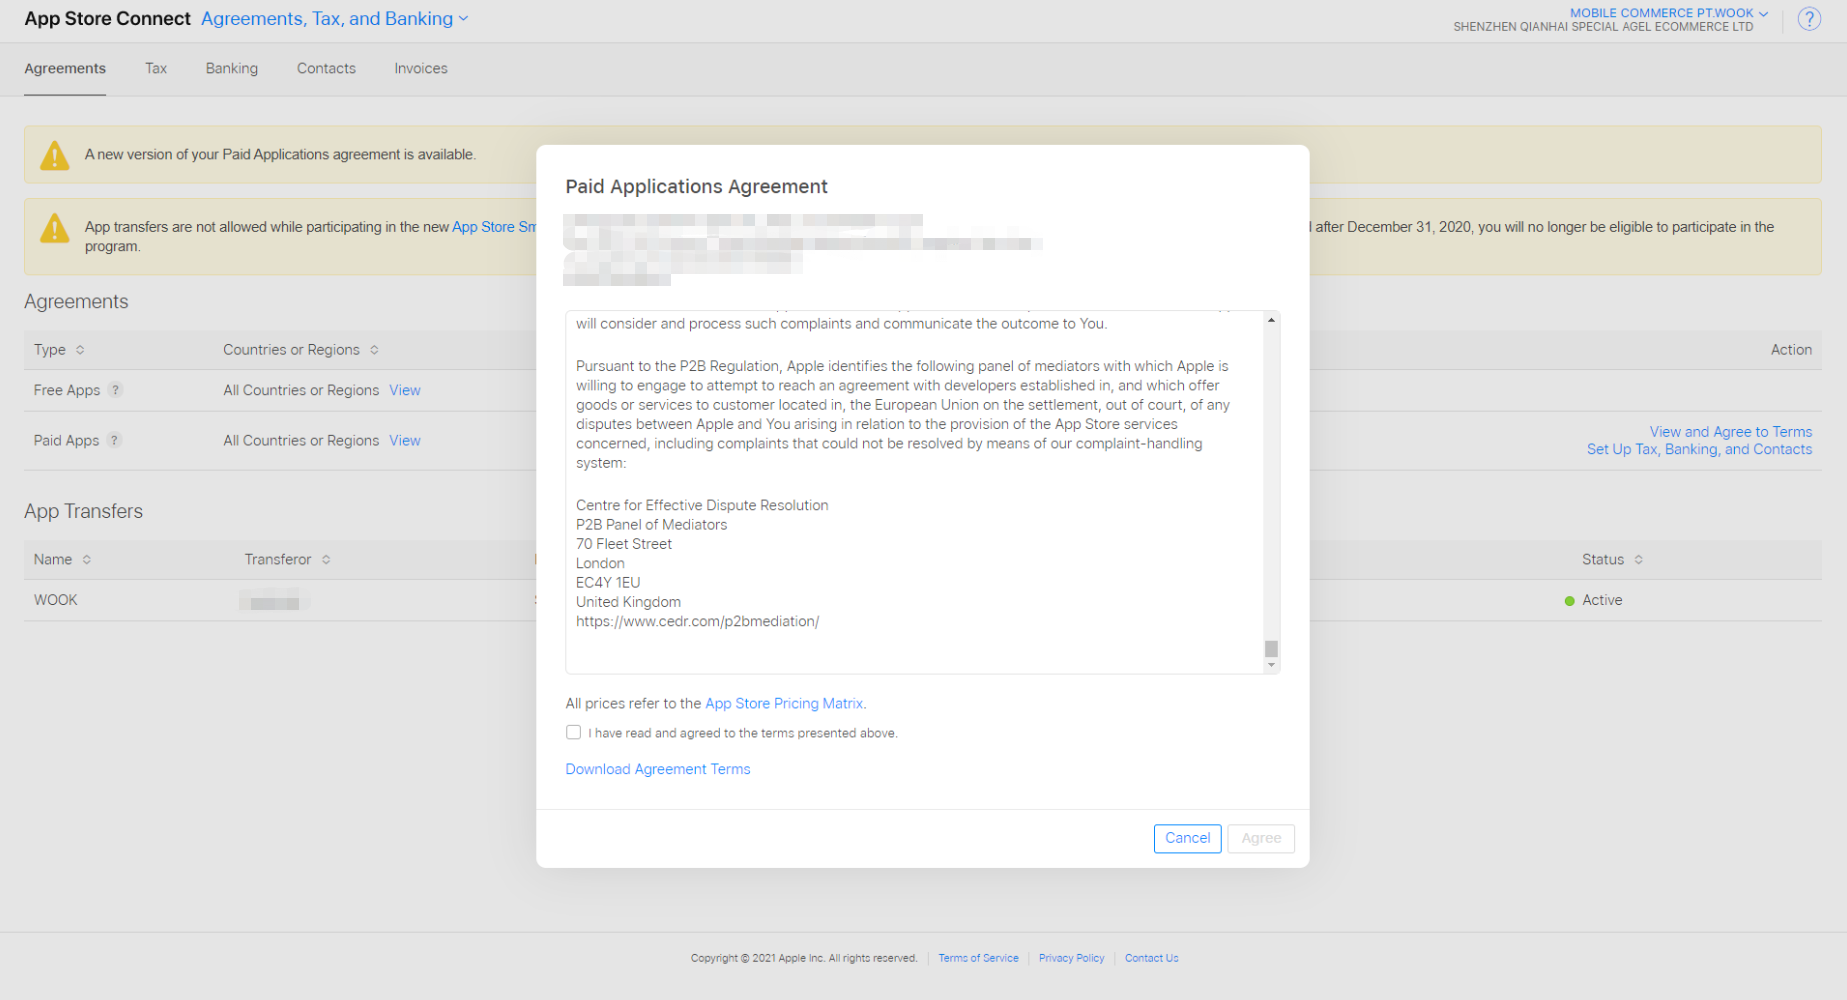 App Store Connect Agreements, Tax, and Banking
MOBILE COMMERCE PT.WOOK
SHENZHEN QIANHAI SPECIAL AGEL ECOMMERCE LTD
?
Agreements Tax Banking Contacts Invoices
A new version of your Paid Applications agreement is available.
App transfers are not allowed while participating in the new App Store Sm
after December 31, 2020, you will no longer be eligible to participate in the
program.
Agreements
Type Countries or Regions Action
Free Apps ? All Countries or Regions View
Paid Apps ? All Countries or Regions View
View and Agree to Terms
Set Up Tax, Banking, and Contacts
App Transfers
Name Transferor Status
WOOK Active
Paid Applications Agreement
will consider and process such complaints and communicate the outcome to You.
Pursuant to the P2B Regulation, Apple identifies the following panel of mediators with which Apple is
willing to engage to attempt to reach an agreement with developers established in, and which offer
goods or services to customer located in, the European Union on the settlement, out of court, of any
disputes between Apple and You arising in relation to the provision of the App Store services
concerned, including complaints that could not be resolved by means of our complaint-handling
system:
Centre for Effective Dispute Resolution
P2B Panel of Mediators
70 Fleet Street
London
EC4Y 1EU
United Kingdom
https://www.cedr.com/p2bmediation/
All prices refer to the App Store Pricing Matrix.
I have read and agreed to the terms presented above.
Download Agreement Terms
Cancel Agree
Copyright © 2021 Apple Inc. All rights reserved. Terms of Service Privacy Policy Contact Us